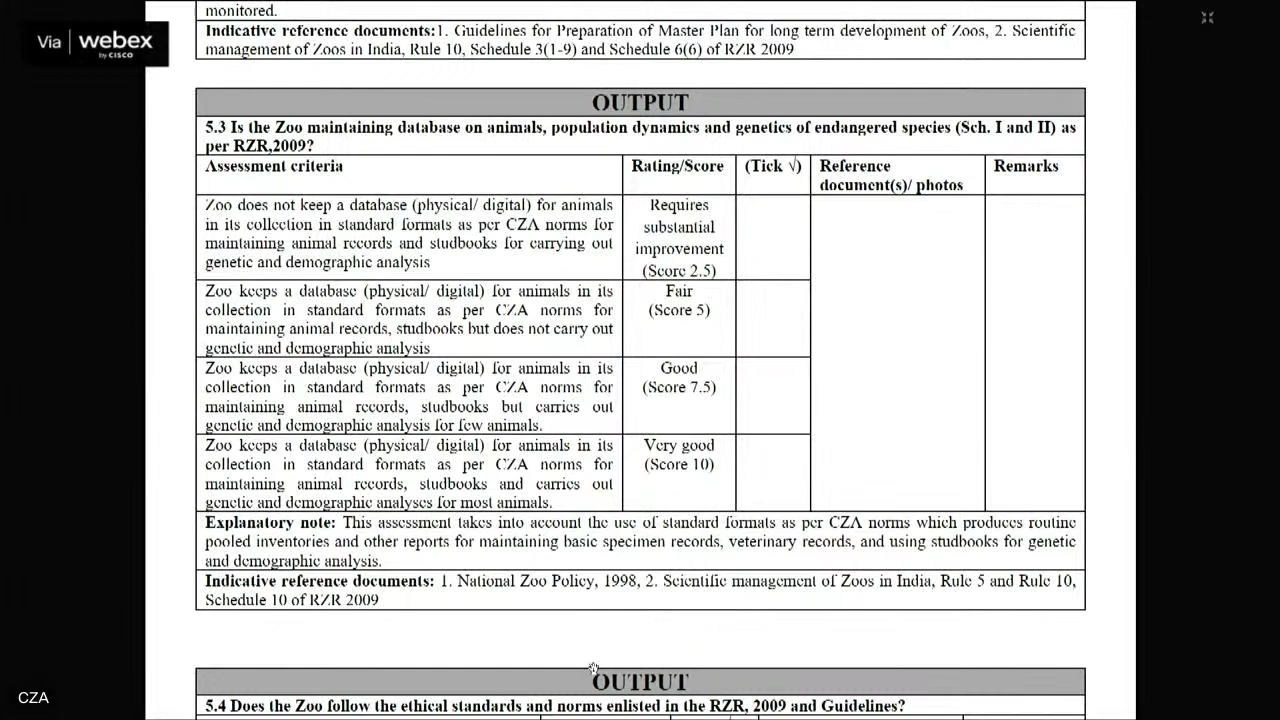 monitored.
Indicative reference documents:1. Guidelines for Preparation of Master Plan for long term development of Zoos, 2. Scientific
management of Zoos in India, Rule 10, Schedule 3(1-9) and Schedule 6(6) of RZR 2009
Via webex
by CISCO
OUTPUT
5.3 Is the Zoo maintaining database on animals, population dynamics and genetics of endangered species (Sch. I and II) as
per RZR,2009?
Assessment criteria
Rating/Score
(Tick √)
Reference
document(s)/ photos
Remarks
Zoo does not keep a database (physical/ digital) for animals
in its collection in standard formats as per CZA norms for
maintaining animal records and studbooks for carrying out
genetic and demographic analysis
Requires
substantial
improvement
(Score 2.5)
Zoo keeps a database (physical/ digital) for animals in its
collection in standard formats as per CZA norms for
maintaining animal records, studbooks but does not carry out
genetic and demographic analysis
Fair
(Score 5)
Zoo keeps a database (physical/ digital) for animals in its
collection in standard formats as per CZA norms for
maintaining animal records, studbooks but carries out
genetic and demographic analysis for few animals.
Good
(Score 7.5)
Zoo keeps a database (physical/ digital) for animals in its
collection in standard formats as per CZA norms for
maintaining animal records, studbooks and carries out
genetic and demographic analyses for most animals.
Very good
(Score 10)
Explanatory note: This assessment takes into account the use of standard formats as per CZA norms which produces routine
pooled inventories and other reports for maintaining basic specimen records, veterinary records, and using studbooks for genetic
and demographic analysis.
Indicative reference documents: 1. National Zoo Policy, 1998, 2. Scientific management of Zoos in India, Rule 5 and Rule 10,
Schedule 10 of RZR 2009
OUTPUT
5.4 Does the Zoo follow the ethical standards and norms enlisted in the RZR, 2009 and Guidelines?
CZA